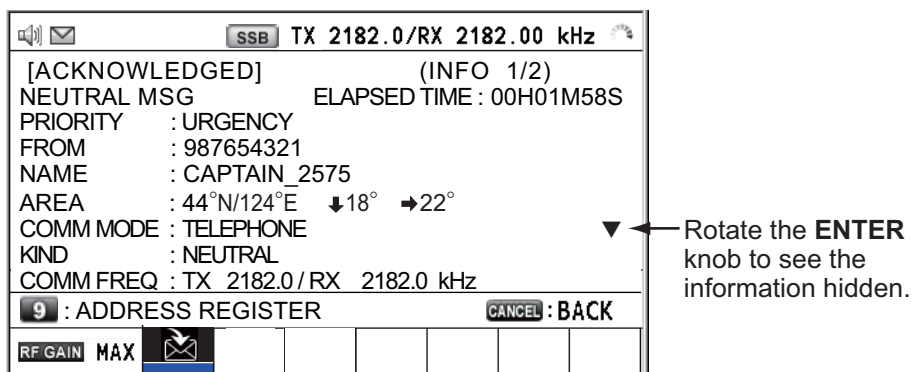 SSB TX 2182.0/RX 2182.00 kHz
[ACKNOWLEDGED] (INFO 1/2)
NEUTRAL MSG ELAPSED TIME : 00H01M58S
PRIORITY : URGENCY
FROM : 987654321
NAME : CAPTAIN_2575
AREA : 44°N/124°E ↓18° →22°
COMM MODE : TELEPHONE
KIND : NEUTRAL
COMM FREQ : TX 2182.0 / RX 2182.0 kHz
9 : ADDRESS REGISTER CANCEL : BACK
RF GAIN MAX
Rotate the ENTER
knob to see the
information hidden.